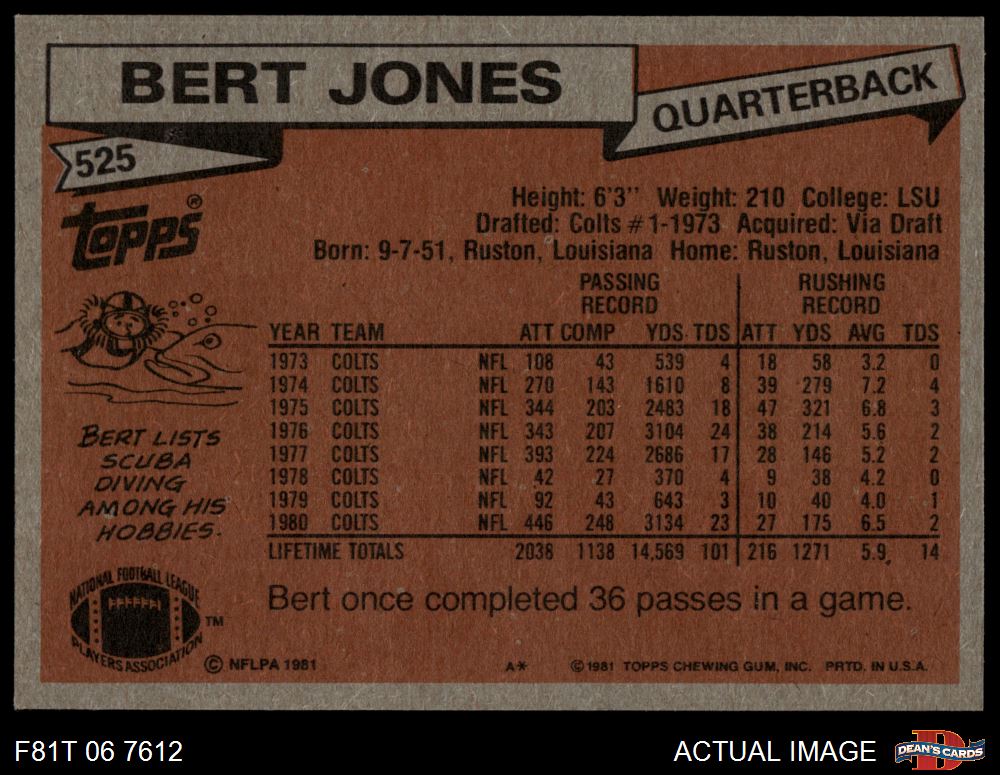 BERT JONES
QUARTERBACK
525
TOPPS®
Height: 6'3'' Weight: 210 College: LSU
Drafted: Colts #1-1973 Acquired: Via Draft
Born: 9-7-51, Ruston, Louisiana Home: Ruston, Louisiana
PASSING RECORD RUSHING RECORD
YEAR TEAM ATT COMP YDS TDS ATT YDS AVG TDS
1973 COLTS NFL 108 43 539 4 18 58 3.2 0
1974 COLTS NFL 270 143 1610 8 39 279 7.2 4
1975 COLTS NFL 344 203 2483 18 47 321 6.8 3
1976 COLTS NFL 343 207 3104 24 38 214 5.6 2
1977 COLTS NFL 393 224 2686 17 28 146 5.2 2
1978 COLTS NFL 42 27 370 4 9 38 4.2 0
1979 COLTS NFL 92 43 643 3 10 40 4.0 1
1980 COLTS NFL 446 248 3134 23 27 175 6.5 2
LIFETIME TOTALS 2038 1138 14,569 101 216 1271 5.9 14
BERT LISTS
SCUBA
DIVING
AMONG HIS
HOBBIES.
Bert once completed 36 passes in a game.
NATIONAL FOOTBALL LEAGUE
PLAYERS ASSOCIATION
TM
© NFLPA 1981
A* © 1981 TOPPS CHEWING GUM, INC. PRTD. IN U.S.A.
F81T 06 7612
ACTUAL IMAGE
D
DEAN'S CARDS